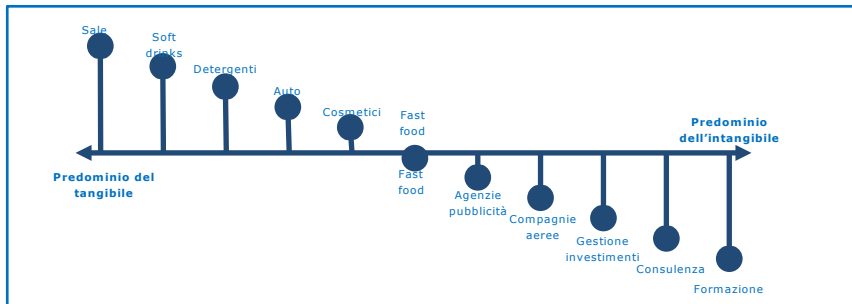 Sale
Soft
drinks
Detergenti
Auto
Cosmetici
Fast
food
Predominio
dell'intangibile
Predominio del
tangibile
Fast
food
Agenzie
pubblicità
Compagnie
aeree
Gestione
investimenti
Consulenza
Formazione